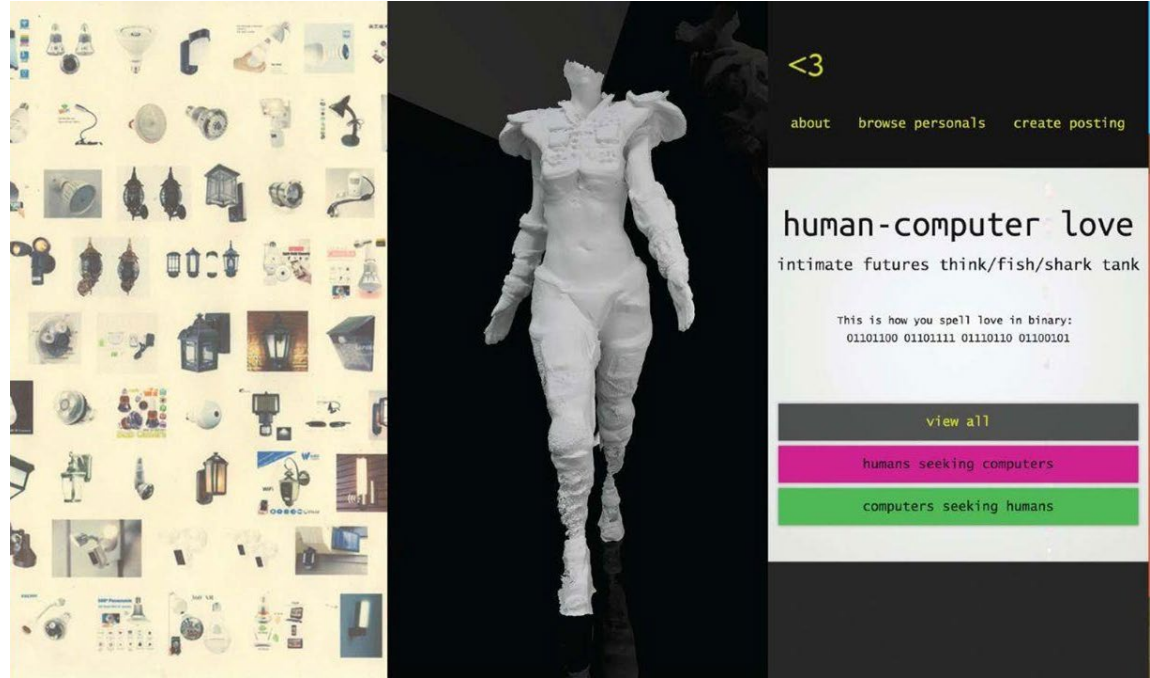 <3
about browse personals create posting
human-computer love
intimate futures think/fish/shark tank
This is how you spell love in binary:
01101100 01101111 01110110 01100101
view all
humans seeking computers
computers seeking humans